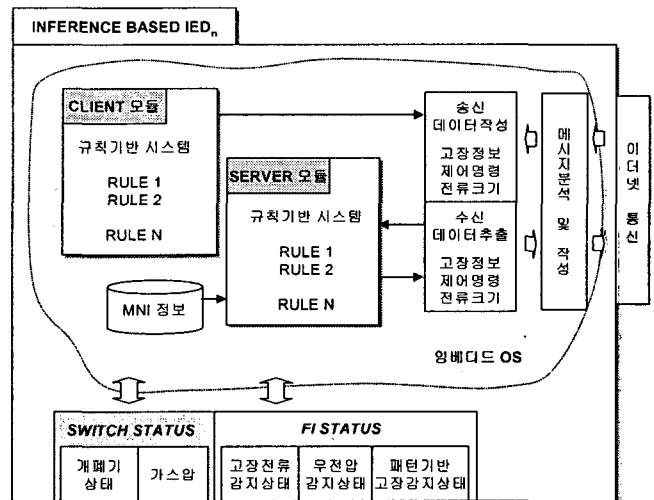 INFERENCE BASED IEDn
CLIENT 모듈
규칙기반 시스템
RULE 1
RULE 2
RULE N
SERVER 모듈
규칙기반 시스템
RULE 1
RULE 2
RULE N
MNI 정보
송신
데이터작성
고장정보
제어명령
전류크기
수신
데이터추출
고장정보
제어명령
전류크기
메시지분석 및 작성
이더넷 통신
임베디드 OS
SWITCH STATUS
개폐기
상태
가스압
FI STATUS
고장전류
감지상태
무전압
감지상태
패턴기반
고장감지상태